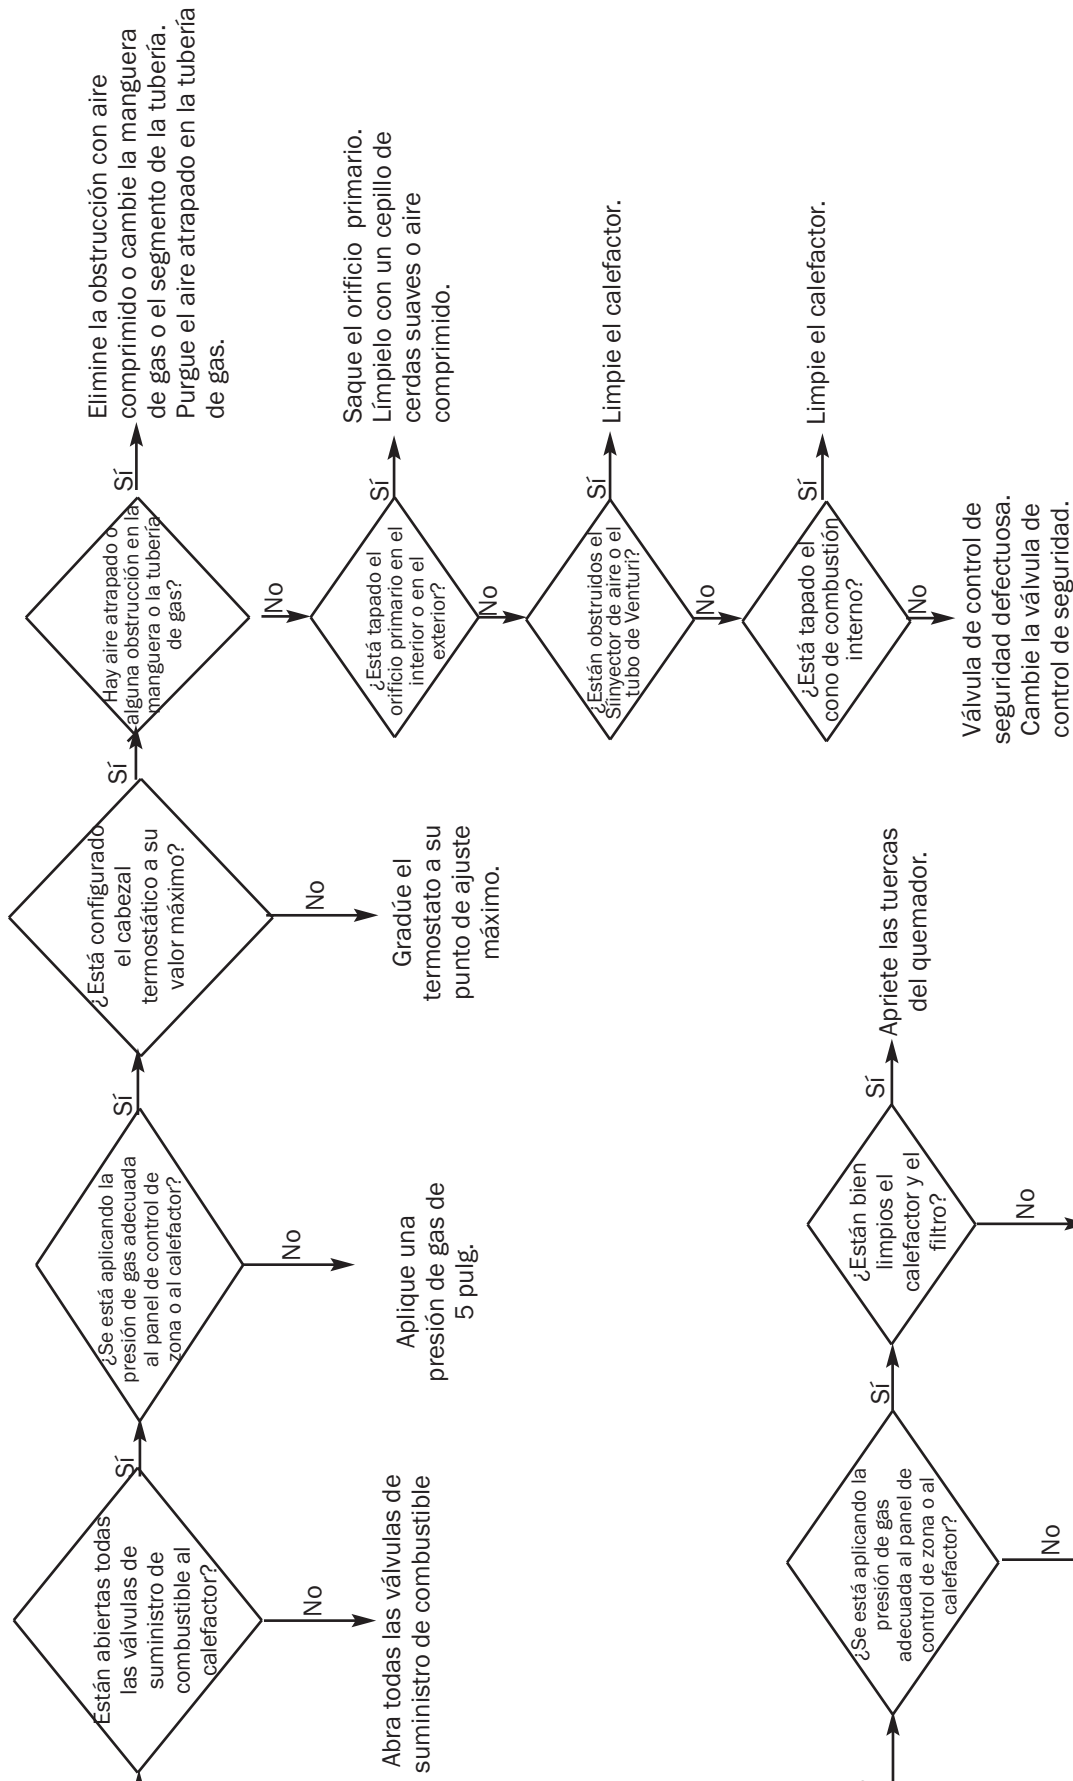 Están abiertas todas
las válvulas de
suministro de
combustible al
calefactor?
Sí
No
Abra todas las válvulas de
suministro de combustible
¿Se está aplicando la
presión de gas adecuada
al panel de control de
zona o al calefactor?
Sí
No
Aplique una
presión de gas de
5 pulg.
¿Está configurado
el cabezal
termostático a su
valor máximo?
Sí
No
Gradúe el
termostato a su
punto de ajuste
máximo.
Hay aire atrapado o
alguna obstrucción en la
manguera o la tubería
de gas?
Sí
Elimine la obstrucción con aire
comprimido o cambie la manguera
de gas o el segmento de la tubería.
Purgue el aire atrapado en la tubería
de gas.
No
¿Está tapado el
orificio primario en el
interior o en el
exterior?
Sí
Saque el orificio primario.
Límpielo con un cepillo de
cerdas suaves o aire
comprimido.
No
¿Están obstruidos el
Siinyector de aire o el
tubo de Venturi?
Sí
Limpie el calefactor.
No
¿Está tapado el
cono de combustión
interno?
Sí
Limpie el calefactor.
No
Válvula de control de
seguridad defectuosa.
Cambie la válvula de
control de seguridad.
¿Se está aplicando la
presión de gas
adecuada al panel de
control de zona o al
calefactor?
Sí
No
¿Están bien
limpios el
calefactor y el
filtro?
Sí
Apriete las tuercas
del quemador.
No